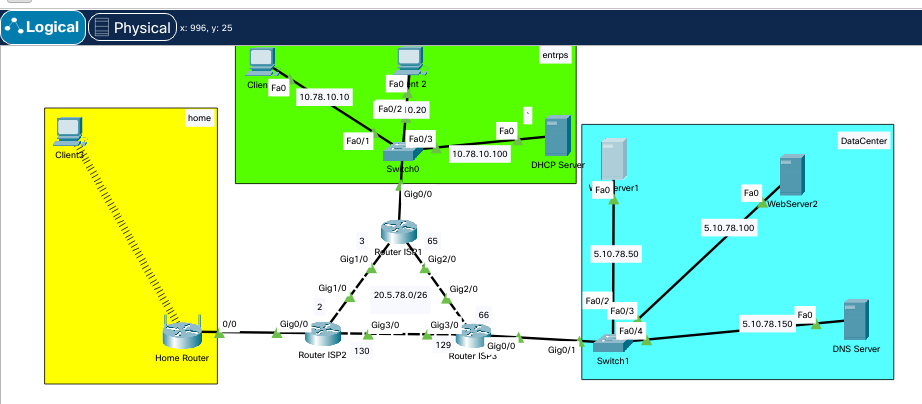 Logical
Physical
x: 996, y: 25
entrps
Fa0
10.78.10.10
Fa0
nt 2
Fa0/2
0.20
`
Fa0/1
Fa0/3
Fa0
10.78.10.100
Switch0
DHCP Server
Gig0/0
home
Client3
0/0
Home Router
DataCenter
Fa0
erver1
Fa0
WebServer2
5.10.78.100
5.10.78.50
Fa0/2
Fa0/3
Fa0/4
5.10.78.150
Fa0
DNS Server
Gig0/1
Switch1
3
65
Router ISP1
Gig1/0
Gig2/0
Gig1/0
20.5.78.0/26
Gig2/0
2
66
Gig0/0
Gig3/0
Gig3/0
Gig0/0
Router ISP2
130
129
Router ISP3